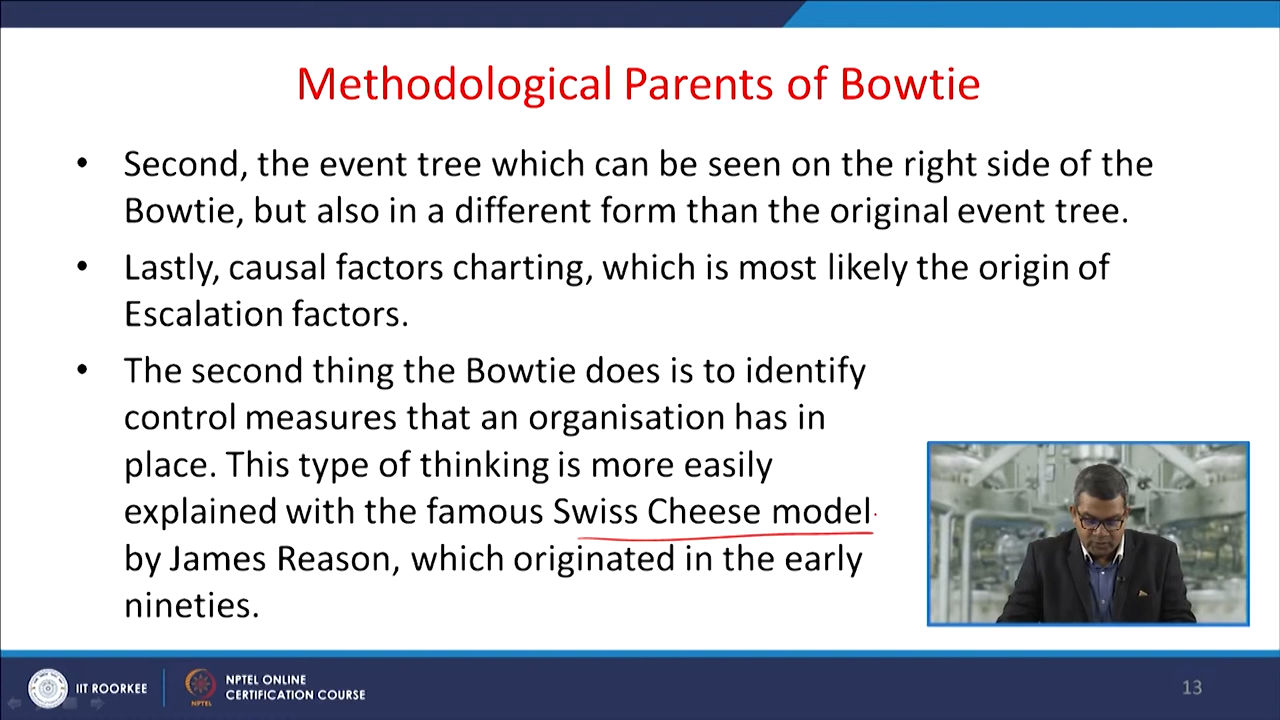 Methodological Parents of Bowtie
• Second, the event tree which can be seen on the right side of the
Bowtie, but also in a different form than the original event tree.
• Lastly, causal factors charting, which is most likely the origin of
Escalation factors.
• The second thing the Bowtie does is to identify
control measures that an organisation has in
place. This type of thinking is more easily
explained with the famous Swiss Cheese model
by James Reason, which originated in the early
nineties.
IIT ROORKEE
NPTEL
NPTEL ONLINE
CERTIFICATION COURSE
13